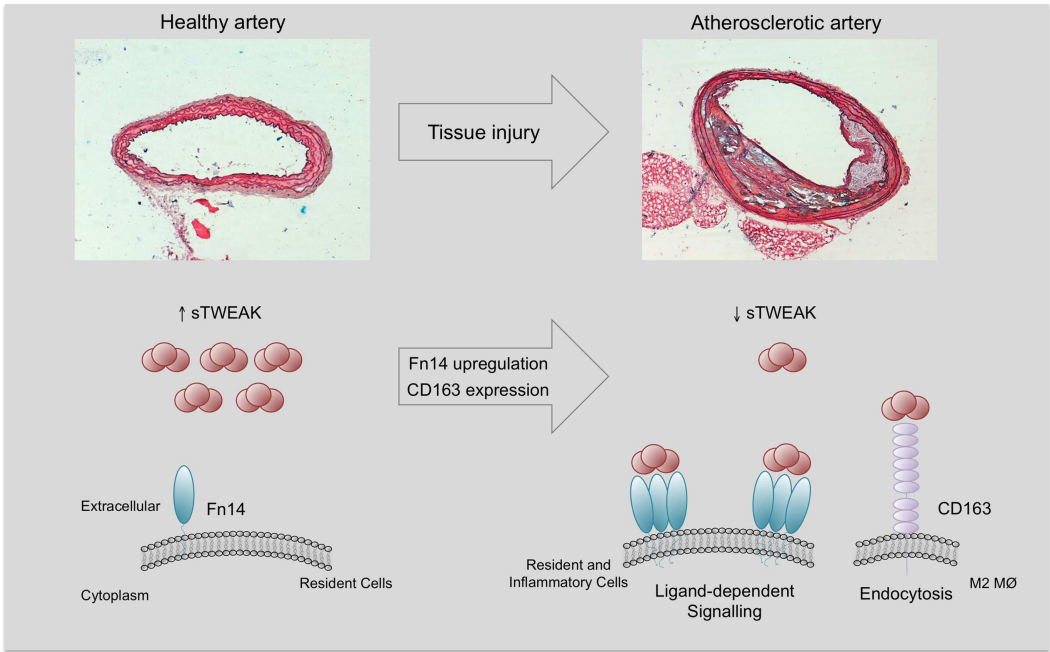 Healthy artery
Atherosclerotic artery
Tissue injury
↑ sTWEAK
↓ sTWEAK
Fn14 upregulation
CD163 expression
Extracellular
Fn14
CD163
Resident Cells
Cytoplasm
Resident and
Inflammatory Cells
Ligand-dependent
Signalling
Endocytosis
M2 MØ